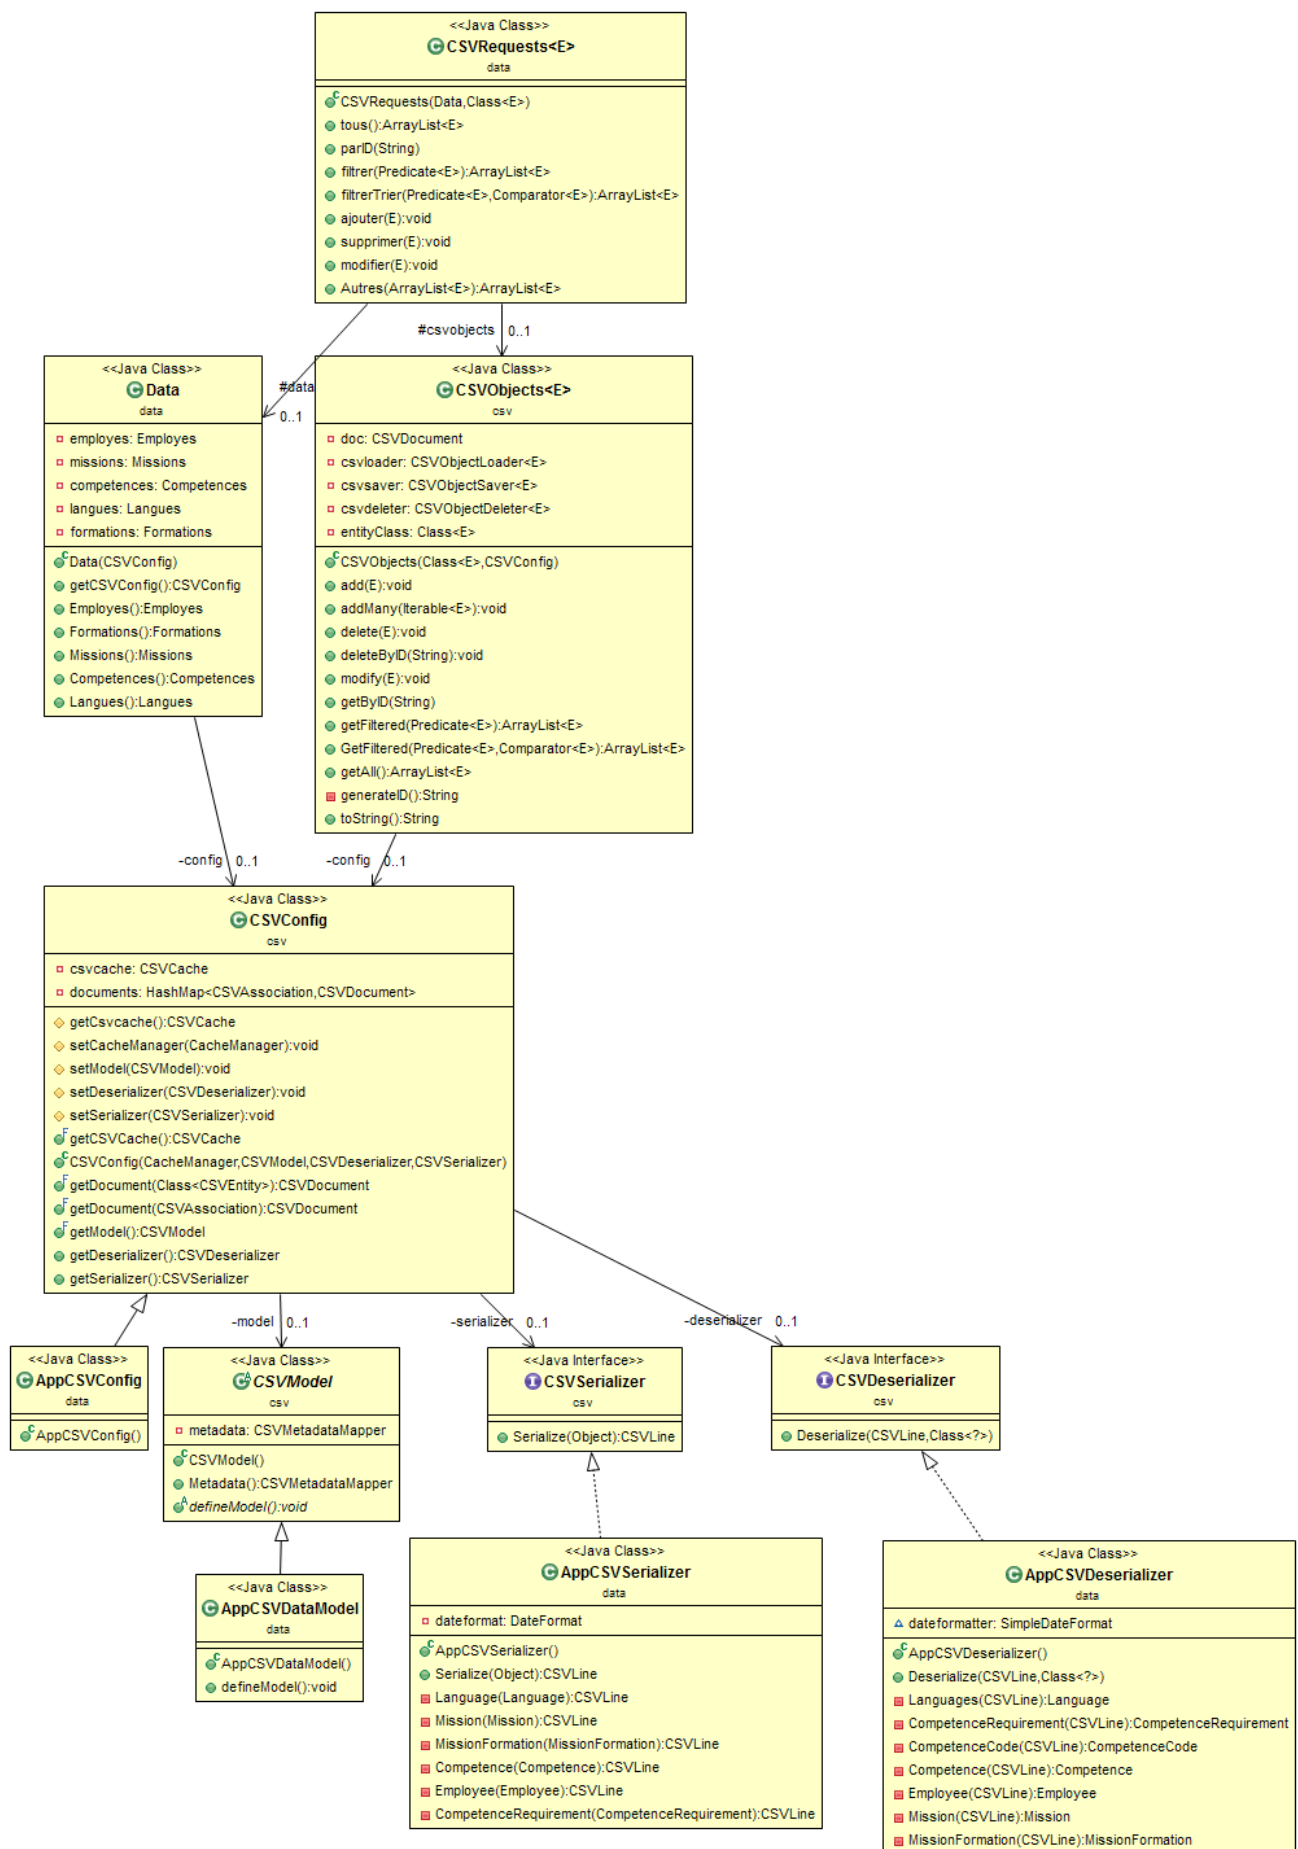 <<Java Class>>
CSVRequests<E>
data
CSVRequests(Data,Class<E>)
tous():ArrayList<E>
parID(String)
filtrer(Predicate<E>):ArrayList<E>
filtrerTrier(Predicate<E>,Comparator<E>):ArrayList<E>
ajouter(E):void
supprimer(E):void
modifier(E):void
Autres(ArrayList<E>):ArrayList<E>
#csvobjects 0..1
#data
0..1
<<Java Class>>
Data
data
employes: Employes
missions: Missions
competences: Competences
langues: Langues
formations: Formations
Data(CSVConfig)
getCSVConfig():CSVConfig
Employes():Employes
Formations():Formations
Missions():Missions
Competences():Competences
Langues():Langues
<<Java Class>>
CSVObjects<E>
csv
doc: CSVDocument
csvloader: CSVObjectLoader<E>
csvsaver: CSVObjectSaver<E>
csvdeleter: CSVObjectDeleter<E>
entityClass: Class<E>
CSVObjects(Class<E>,CSVConfig)
add(E):void
addMany(Iterable<E>):void
delete(E):void
deleteByID(String):void
modify(E):void
getByID(String)
getFiltered(Predicate<E>):ArrayList<E>
GetFiltered(Predicate<E>,Comparator<E>):ArrayList<E>
getAll():ArrayList<E>
generateID():String
toString():String
-config 0..1
-config 0..1
<<Java Class>>
CSVConfig
csv
csvcache: CSVCache
documents: HashMap<CSVAssociation,CSVDocument>
getCsvcache():CSVCache
setCacheManager(CacheManager):void
setModel(CSVModel):void
setDeserializer(CSVDeserializer):void
setSerializer(CSVSerializer):void
getCSVCache():CSVCache
CSVConfig(CacheManager,CSVModel,CSVDeserializer,CSVSerializer)
getDocument(Class<CSVEntity>):CSVDocument
getDocument(CSVAssociation):CSVDocument
getModel():CSVModel
getDeserializer():CSVDeserializer
getSerializer():CSVSerializer
-model 0..1
-serializer 0..1
-deserializer 0..1
<<Java Class>>
AppCSVConfig
data
AppCSVConfig()
<<Java Class>>
CSVModel
csv
metadata: CSVMetadataMapper
CSVModel()
Metadata():CSVMetadataMapper
defineModel():void
<<Java Interface>>
CSVSerializer
csv
Serialize(Object):CSVLine
<<Java Interface>>
CSVDeserializer
csv
Deserialize(CSVLine,Class<?>)
<<Java Class>>
AppCSVDataModel
data
AppCSVDataModel()
defineModel():void
<<Java Class>>
AppCSVSerializer
data
dateformat: DateFormat
AppCSVSerializer()
Serialize(Object):CSVLine
Language(Language):CSVLine
Mission(Mission):CSVLine
MissionFormation(MissionFormation):CSVLine
Competence(Competence):CSVLine
Employee(Employee):CSVLine
CompetenceRequirement(CompetenceRequirement):CSVLine
<<Java Class>>
AppCSVDeserializer
data
dateformatter: SimpleDateFormat
AppCSVDeserializer()
Deserialize(CSVLine,Class<?>)
Languages(CSVLine):Language
CompetenceRequirement(CSVLine):CompetenceRequirement
CompetenceCode(CSVLine):CompetenceCode
Competence(CSVLine):Competence
Employee(CSVLine):Employee
Mission(CSVLine):Mission
MissionFormation(CSVLine):MissionFormation